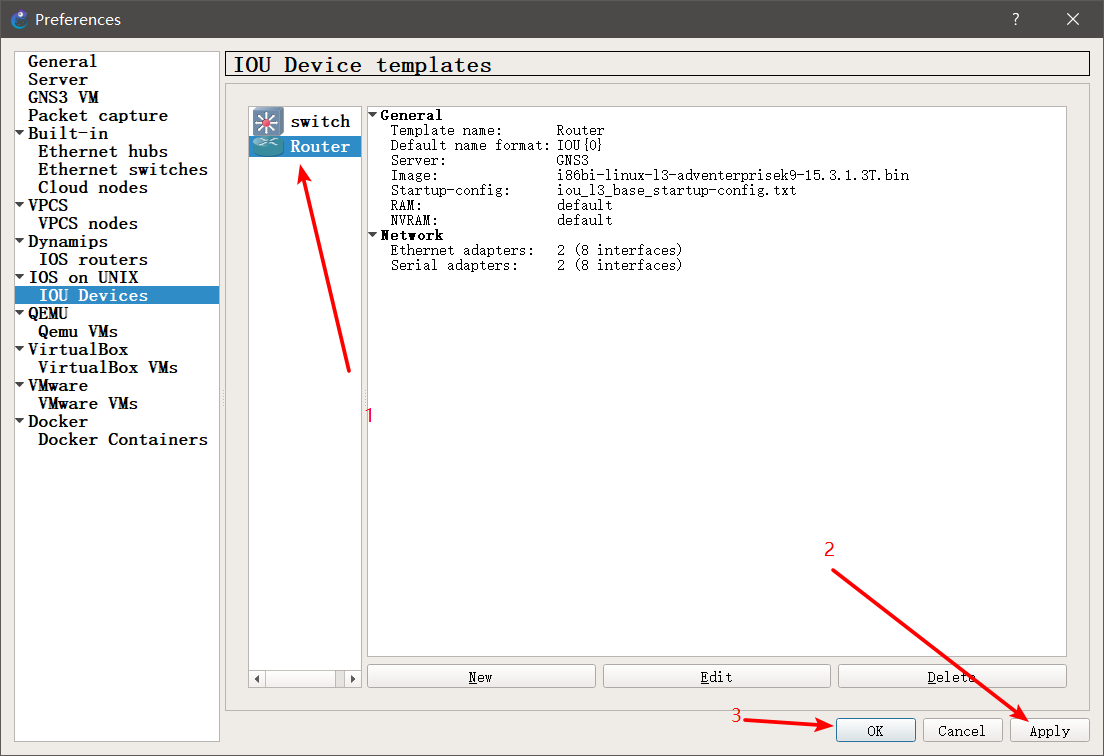 Preferences
?
General
Server
GNS3 VM
Packet capture
Built-in
Ethernet hubs
Ethernet switches
Cloud nodes
VPCS
VPCS nodes
Dynamips
IOS routers
IOS on UNIX
IOU Devices
QEMU
Qemu VMs
VirtualBox
VirtualBox VMs
VMware
VMware VMs
Docker
Docker Containers
IOU Device templates
switch
Router
General
Template name: Router
Default name format: IOU{0}
Server: GNS3
Image: i86bi-linux-l3-adventerprisek9-15.3.1.3T.bin
Startup-config: iou_l3_base_startup-config.txt
RAM: default
NVRAM: default
Network
Ethernet adapters: 2 (8 interfaces)
Serial adapters: 2 (8 interfaces)
1
2
New
Edit
Delete
3
OK
Cancel
Apply